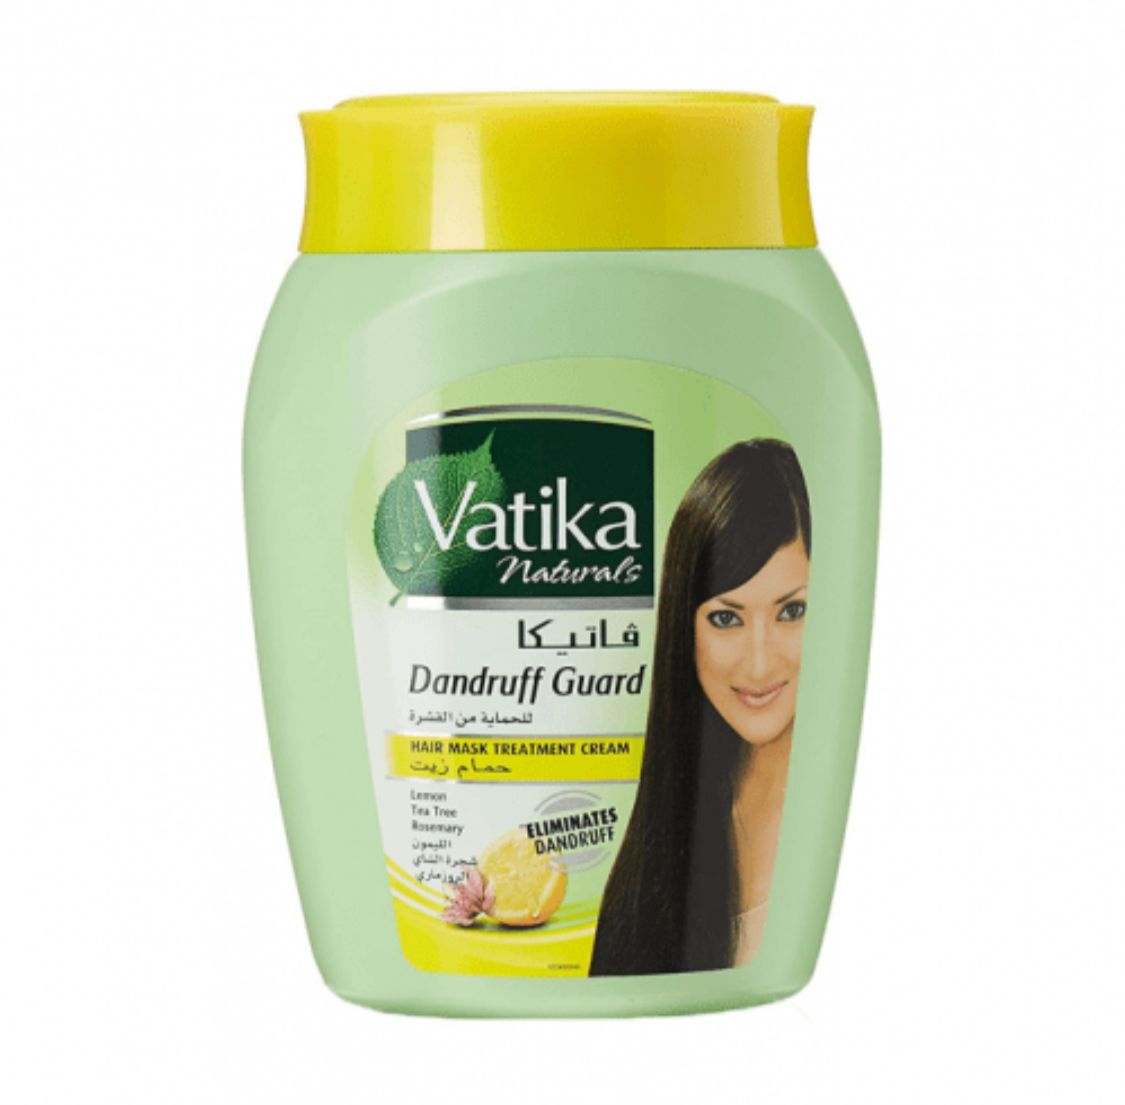 Vatika
Naturals
ڤاتيكا
Dandruff Guard
للحماية من القشرة
HAIR MASK TREATMENT CREAM
حمام زيت
Lemon
Tea Tree
Rosemary
الليمون
شجرة الشاي
الروزماري
ELIMINATES
DANDRUFF